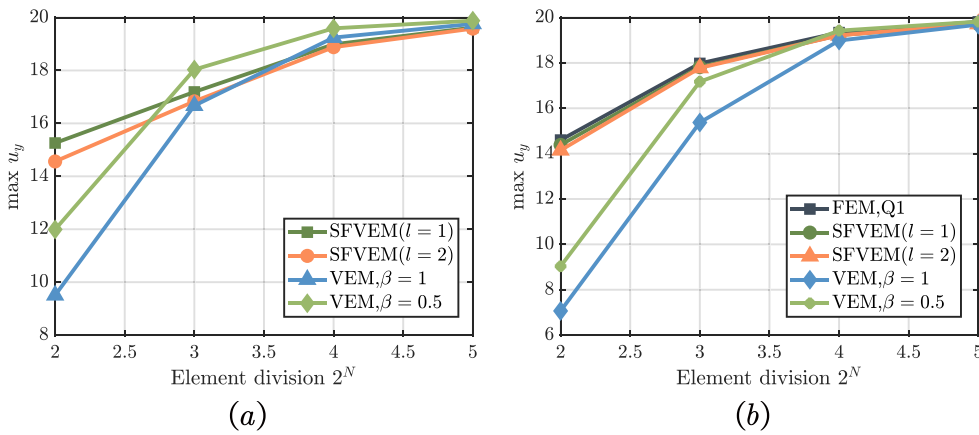 20
18
16
14
12
10
8
max u_y
2 2.5 3 3.5 4 4.5 5
Element division 2^N
SFVEM(l = 1)
SFVEM(l = 2)
VEM,β = 1
VEM,β = 0.5
(a)
20
18
16
14
12
10
8
6
max u_y
2 2.5 3 3.5 4 4.5 5
Element division 2^N
FEM,Q1
SFVEM(l = 1)
SFVEM(l = 2)
VEM,β = 1
VEM,β = 0.5
(b)